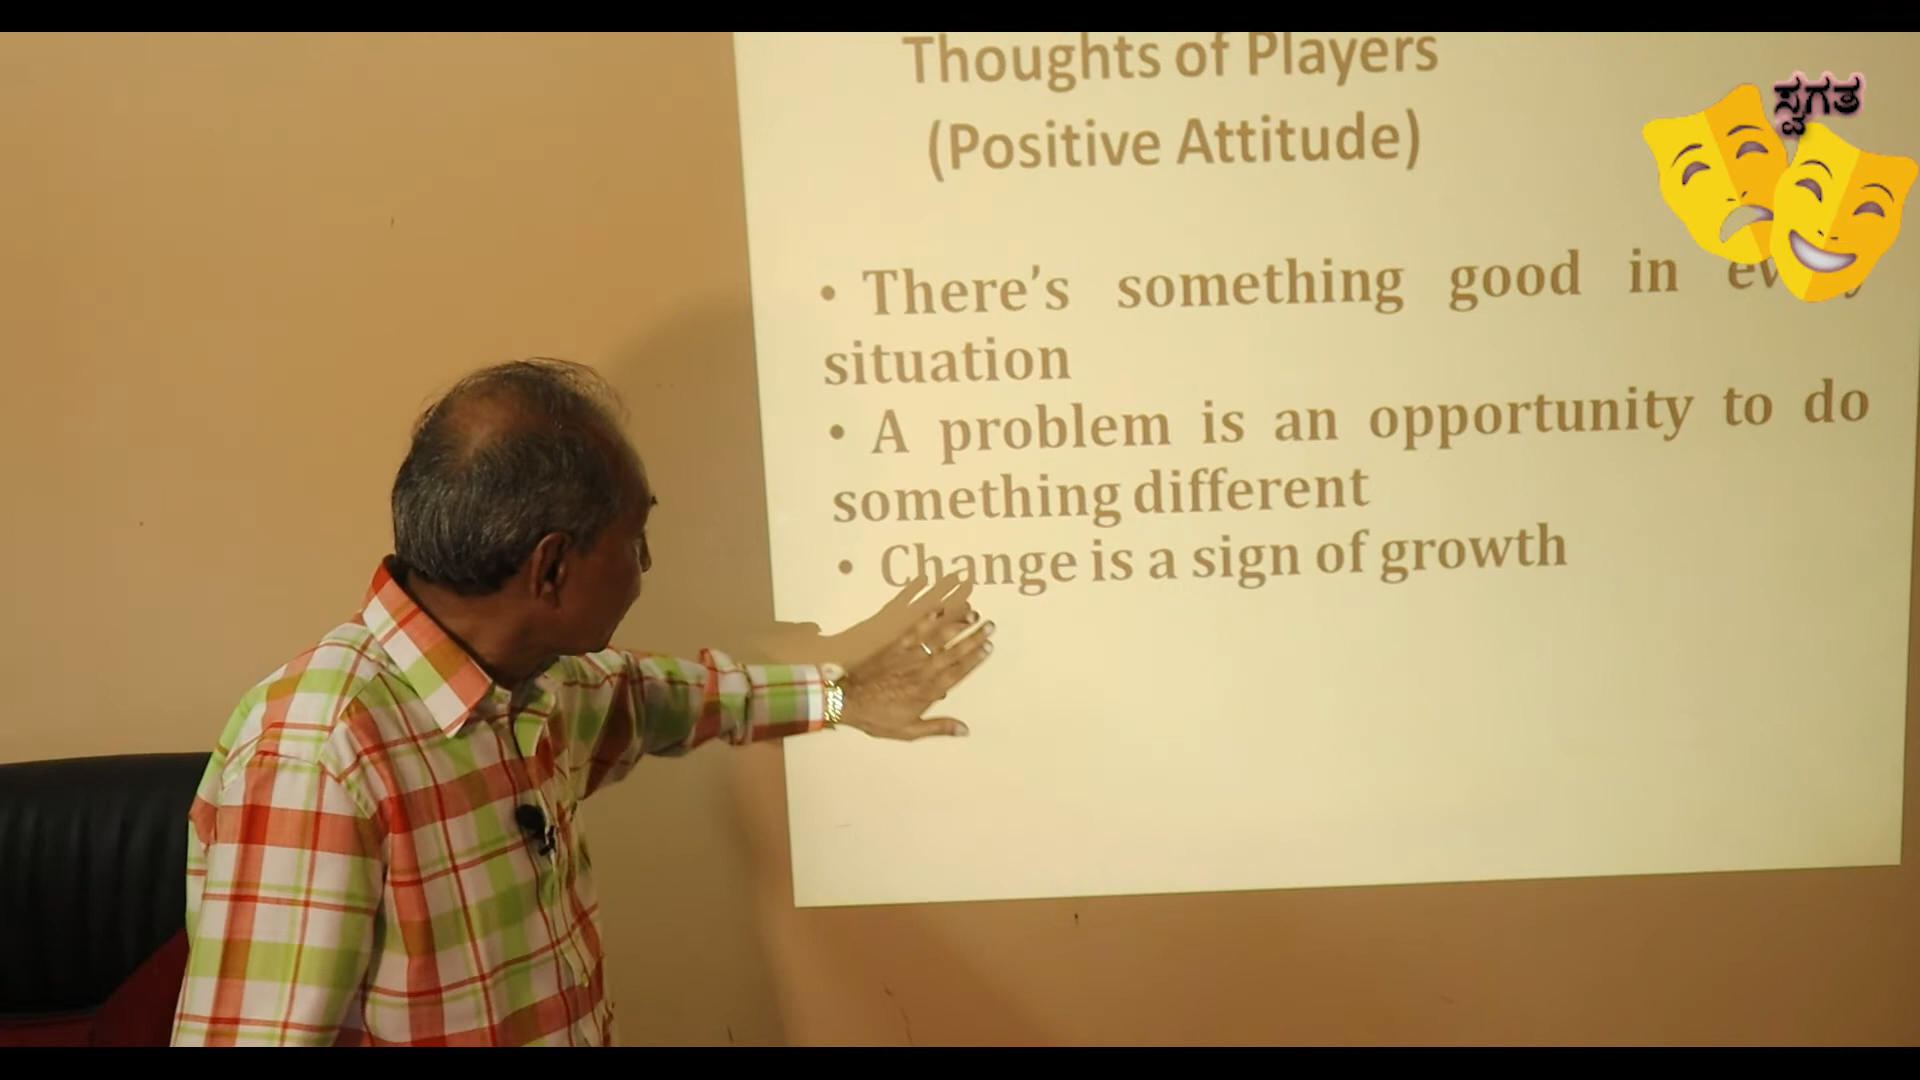 Thoughts of Players
(Positive Attitude)
ಸ್ವಗತ
• There's something good in every
situation
• A problem is an opportunity to do
something different
• Change is a sign of growth